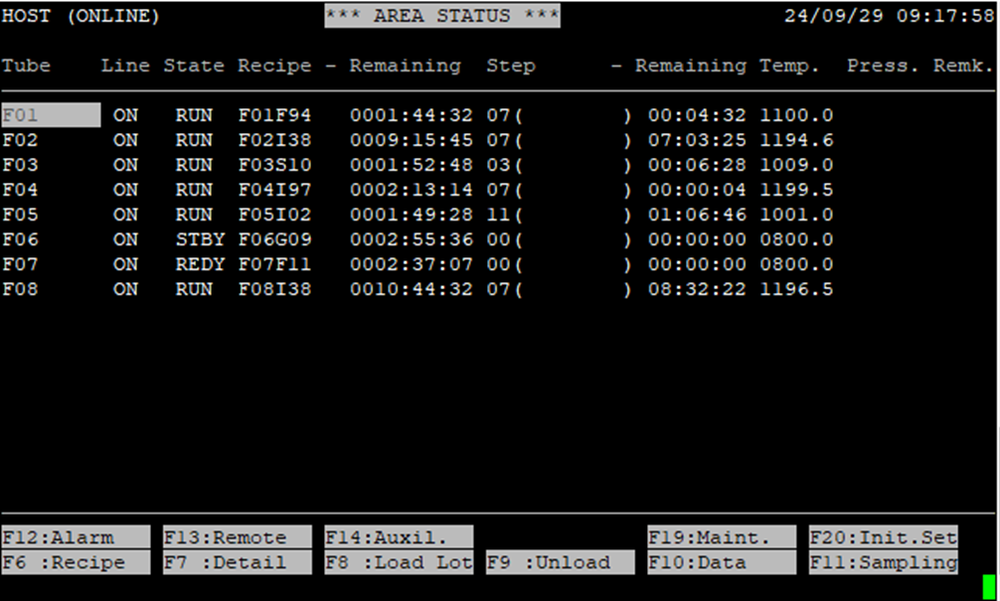 HOST (ONLINE) *** AREA STATUS *** 24/09/29 09:17:58
Tube Line State Recipe - Remaining Step - Remaining Temp. Press. Remk.
F01 ON RUN F01F94 0001:44:32 07( ) 00:04:32 1100.0
F02 ON RUN F02I38 0009:15:45 07( ) 07:03:25 1194.6
F03 ON RUN F03S10 0001:52:48 03( ) 00:06:28 1009.0
F04 ON RUN F04I97 0002:13:14 07( ) 00:00:04 1199.5
F05 ON RUN F05I02 0001:49:28 11( ) 01:06:46 1001.0
F06 ON STBY F06G09 0002:55:36 00( ) 00:00:00 0800.0
F07 ON REDY F07F11 0002:37:07 00( ) 00:00:00 0800.0
F08 ON RUN F08I38 0010:44:32 07( ) 08:32:22 1196.5
F12:Alarm F13:Remote F14:Auxil. F19:Maint. F20:Init.Set
F6 :Recipe F7 :Detail F8 :Load Lot F9 :Unload F10:Data F11:Sampling